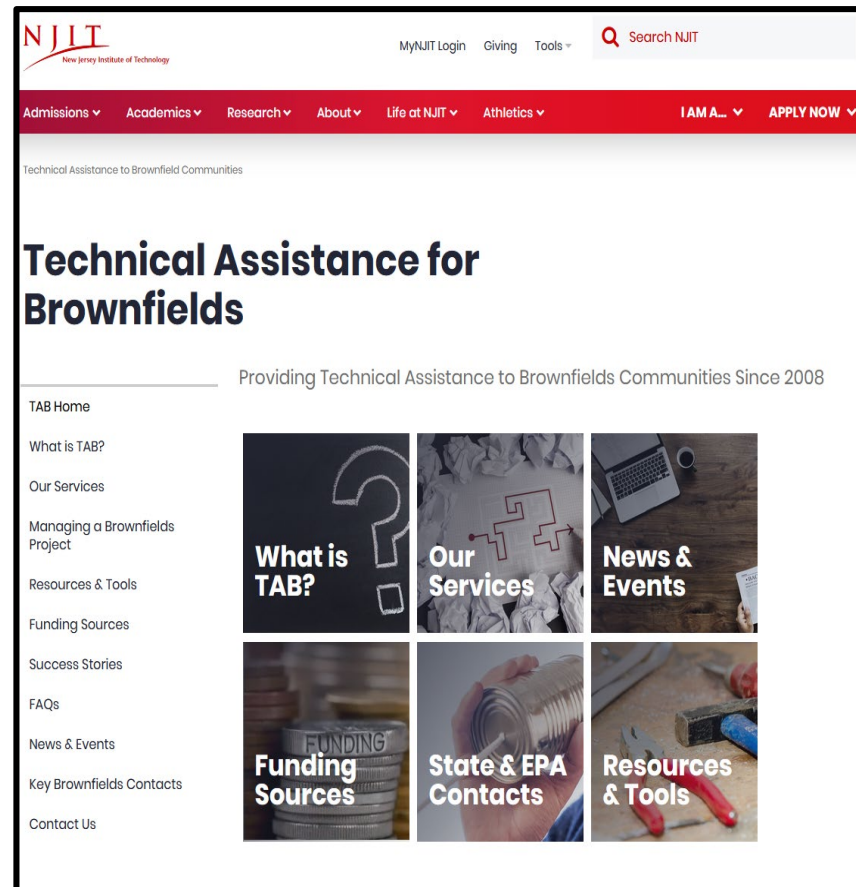 NJIT
New Jersey Institute of Technology
MyNJIT Login Giving Tools
Search NJIT
Admissions Academics Research About Life at NJIT Athletics I AM A... APPLY NOW
Technical Assistance to Brownfield Communities
Technical Assistance for
Brownfields
Providing Technical Assistance to Brownfields Communities Since 2008
TAB Home
What is TAB?
Our Services
Managing a Brownfields
Project
Resources & Tools
Funding Sources
Success Stories
FAQs
News & Events
Key Brownfields Contacts
Contact Us
What is
TAB?
Our
Services
News &
Events
FUNDING
Funding
Sources
State & EPA
Contacts
Resources
& Tools